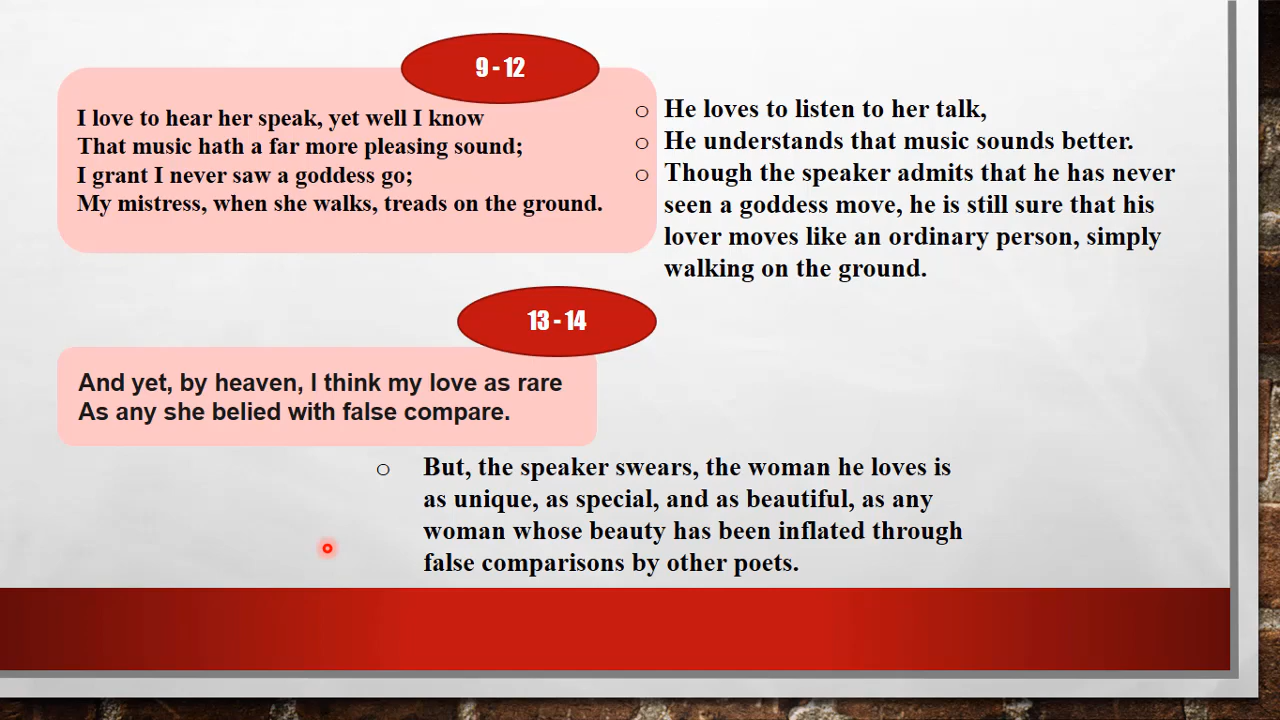 9 - 12
I love to hear her speak, yet well I know
That music hath a far more pleasing sound;
I grant I never saw a goddess go;
My mistress, when she walks, treads on the ground.
He loves to listen to her talk,
He understands that music sounds better.
Though the speaker admits that he has never
seen a goddess move, he is still sure that his
lover moves like an ordinary person, simply
walking on the ground.
13 - 14
And yet, by heaven, I think my love as rare
As any she belied with false compare.
But, the speaker swears, the woman he loves is
as unique, as special, and as beautiful, as any
woman whose beauty has been inflated through
false comparisons by other poets.